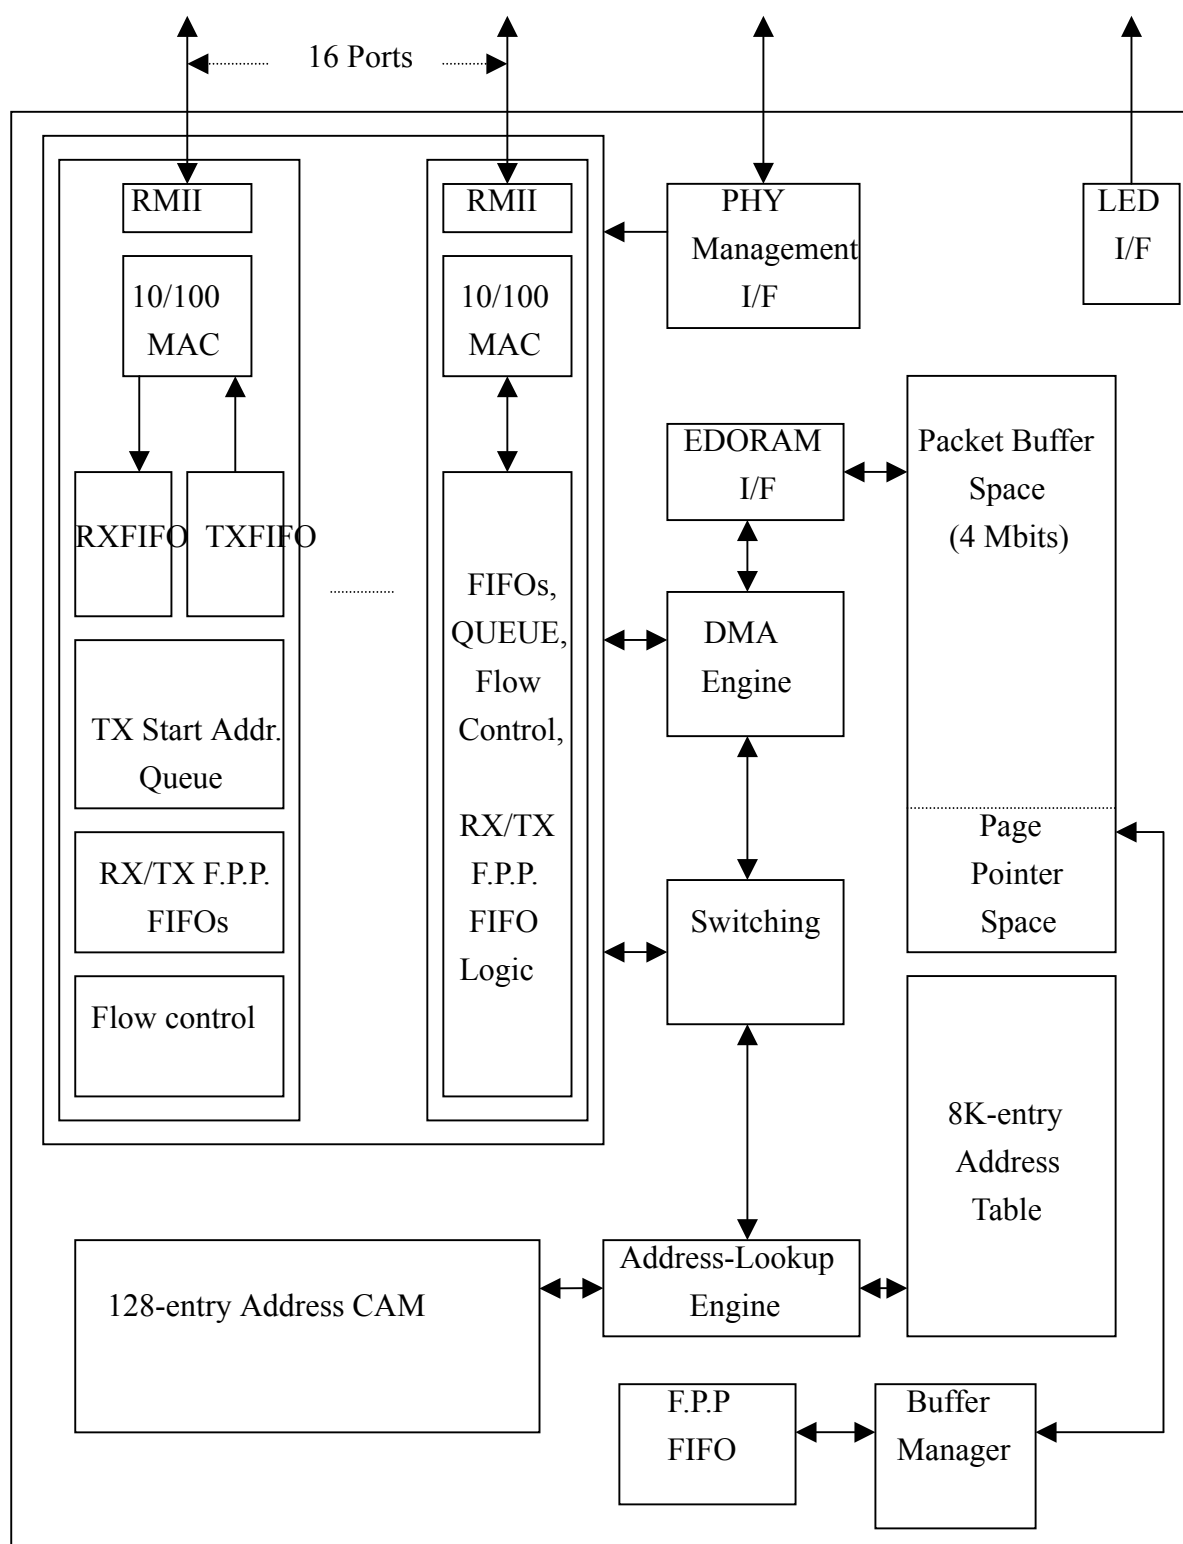 16 Ports
RMII
RMII
PHY
Management
I/F
LED
I/F
10/100
MAC
10/100
MAC
EDORAM
I/F
Packet Buffer
Space
(4 Mbits)
RXFIFO
TXFIFO
FIFOs,
QUEUE,
Flow
Control,
RX/TX
F.P.P.
FIFO
Logic
DMA
Engine
TX Start Addr.
Queue
Page
Pointer
Space
RX/TX F.P.P.
FIFOs
Switching
Flow control
8K-entry
Address
Table
128-entry Address CAM
Address-Lookup
Engine
F.P.P
FIFO
Buffer
Manager